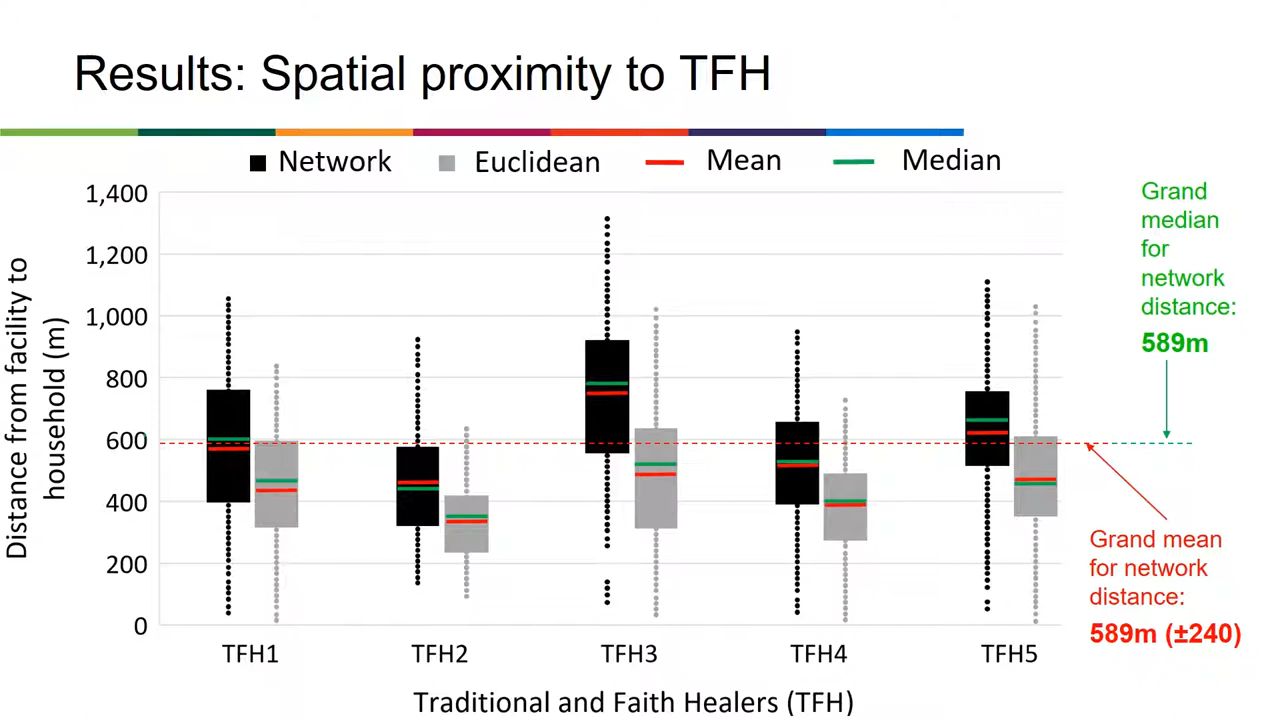 Results: Spatial proximity to TFH
Network Euclidean Mean Median
1,400
1,200
1,000
800
600
400
200
0
Distance from facility to
household (m)
TFH1 TFH2 TFH3 TFH4 TFH5
Traditional and Faith Healers (TFH)
Grand
median
for
network
distance:
589m
Grand mean
for network
distance:
589m (±240)